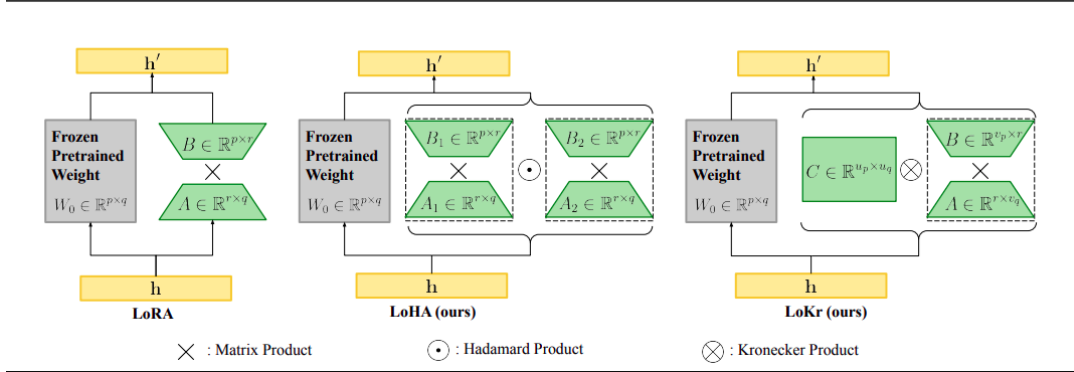 h′
Frozen
Pretrained
Weight
W₀ ∈ ℝ^{p×q}
B ∈ ℝ^{p×r}
×
A ∈ ℝ^{r×q}
h
LoRA
h′
Frozen
Pretrained
Weight
W₀ ∈ ℝ^{p×q}
B₁ ∈ ℝ^{p×r}
×
A₁ ∈ ℝ^{r×q}
⊙
B₂ ∈ ℝ^{p×r}
×
A₂ ∈ ℝ^{r×q}
h
LoHA (ours)
h′
Frozen
Pretrained
Weight
W₀ ∈ ℝ^{p×q}
C ∈ ℝ^{u_p×u_q}
⊗
B ∈ ℝ^{v_p×r}
×
A ∈ ℝ^{r×v_q}
h
LoKr (ours)
× : Matrix Product
⊙ : Hadamard Product
⊗ : Kronecker Product